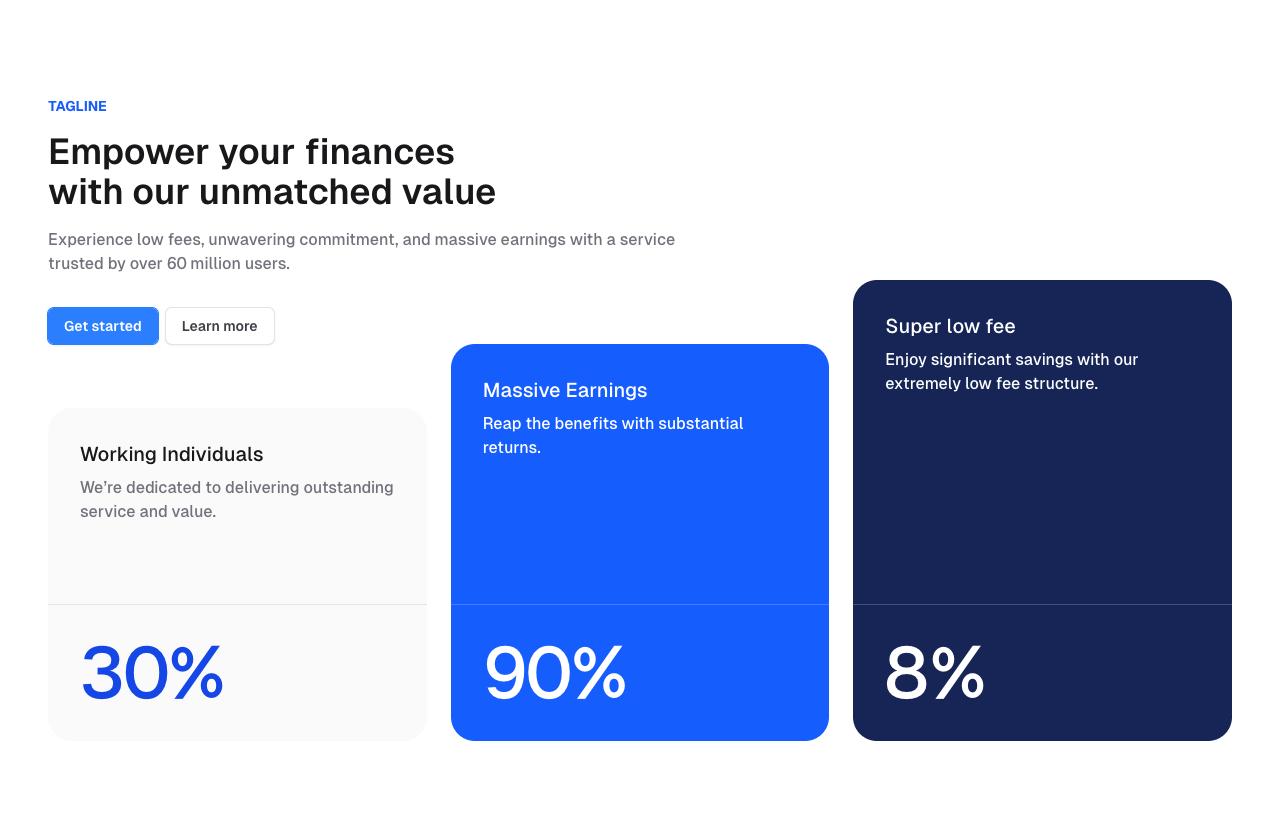 TAGLINE
Empower your finances
with our unmatched value
Experience low fees, unwavering commitment, and massive earnings with a service
trusted by over 60 million users.
Get started
Learn more
Working Individuals
We’re dedicated to delivering outstanding
service and value.
30%
Massive Earnings
Reap the benefits with substantial
returns.
90%
Super low fee
Enjoy significant savings with our
extremely low fee structure.
8%